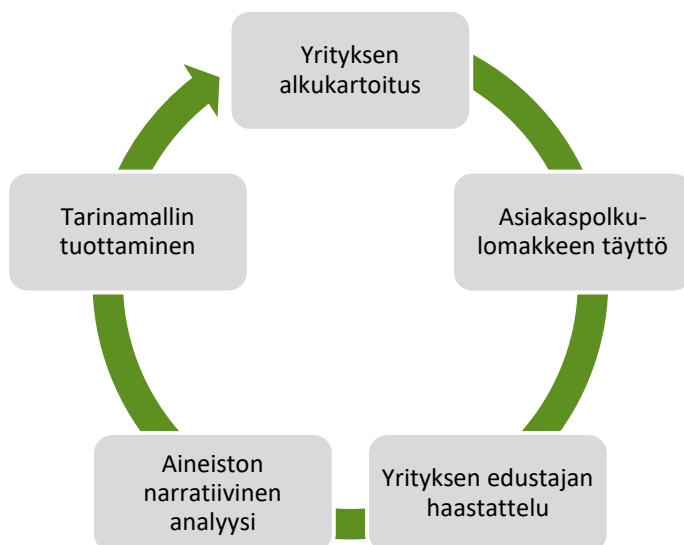 Yrityksen
alkukartoitus
Asiakaspolku-
lomakkeen täyttö
Yrityksen edustajan
haastattelu
Aineiston
narratiivinen
analyysi
Tarinamallin
tuottaminen